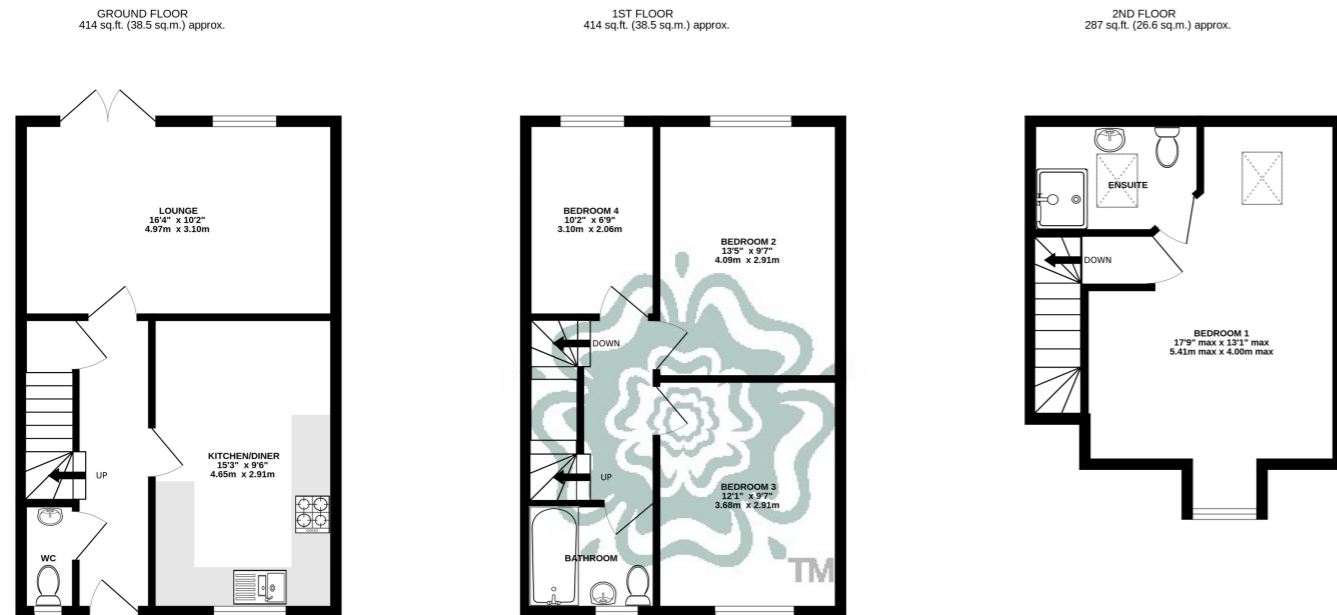 GROUND FLOOR
414 sq.ft. (38.5 sq.m.) approx.
LOUNGE
16'4" x 10'2"
4.97m x 3.10m
KITCHEN/DINER
15'3" x 9'6"
4.65m x 2.91m
UP
WC
1ST FLOOR
414 sq.ft. (38.5 sq.m.) approx.
BEDROOM 4
10'2" x 6'9"
3.10m x 2.06m
BEDROOM 2
13'5" x 9'7"
4.09m x 2.91m
DOWN
UP
BEDROOM 3
12'1" x 9'7"
3.68m x 2.91m
BATHROOM
TM
2ND FLOOR
287 sq.ft. (26.6 sq.m.) approx.
ENSUITE
DOWN
BEDROOM 1
17'9" max x 13'1" max
5.41m max x 4.00m max